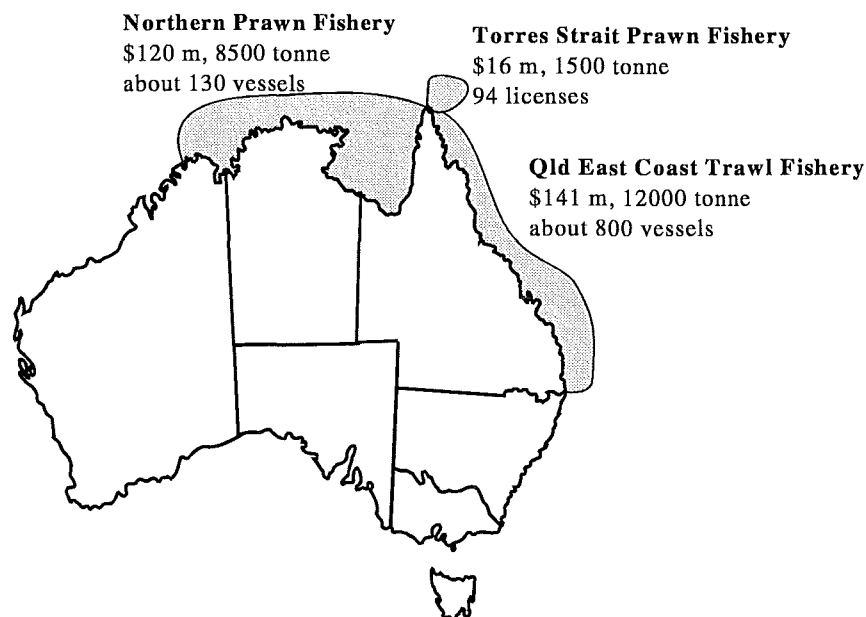 Northern Prawn Fishery
$120 m, 8500 tonne
about 130 vessels
Torres Strait Prawn Fishery
$16 m, 1500 tonne
94 licenses
Qld East Coast Trawl Fishery
$141 m, 12000 tonne
about 800 vessels